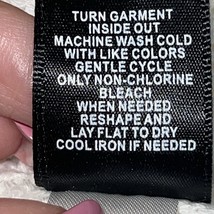 TURN GARMENT
INSIDE OUT
MACHINE WASH COLD
WITH LIKE COLORS
GENTLE CYCLE
ONLY NON-CHLORINE
BLEACH
WHEN NEEDED
RESHAPE AND
LAY FLAT TO DRY
COOL IRON IF NEEDED